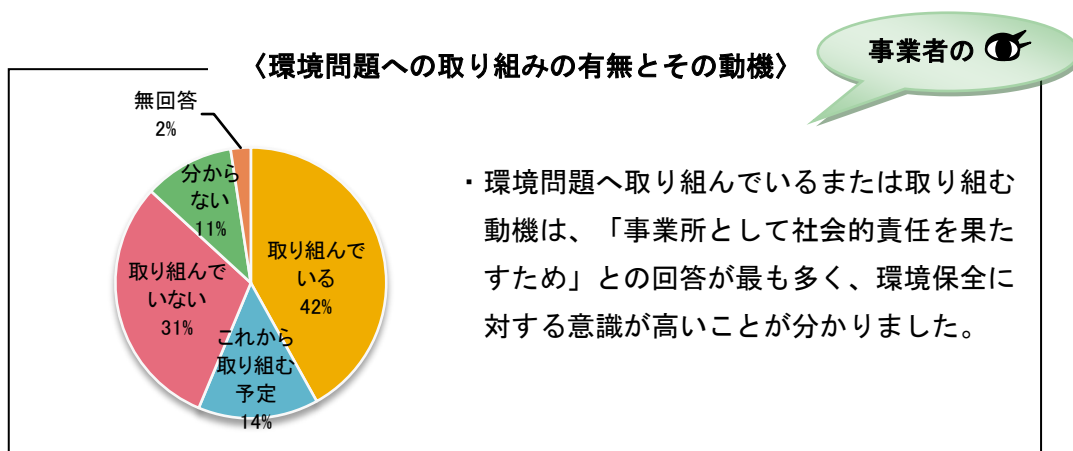 〈環境問題への取り組みの有無とその動機〉
事業者の
無回答
2%
分から
ない
11%
取り組んで
いる
42%
取り組んで
いない
31%
これから
取り組む
予定
14%
・環境問題へ取り組んでいるまたは取り組む
動機は、「事業所として社会的責任を果た
すため」との回答が最も多く、環境保全に
対する意識が高いことが分かりました。